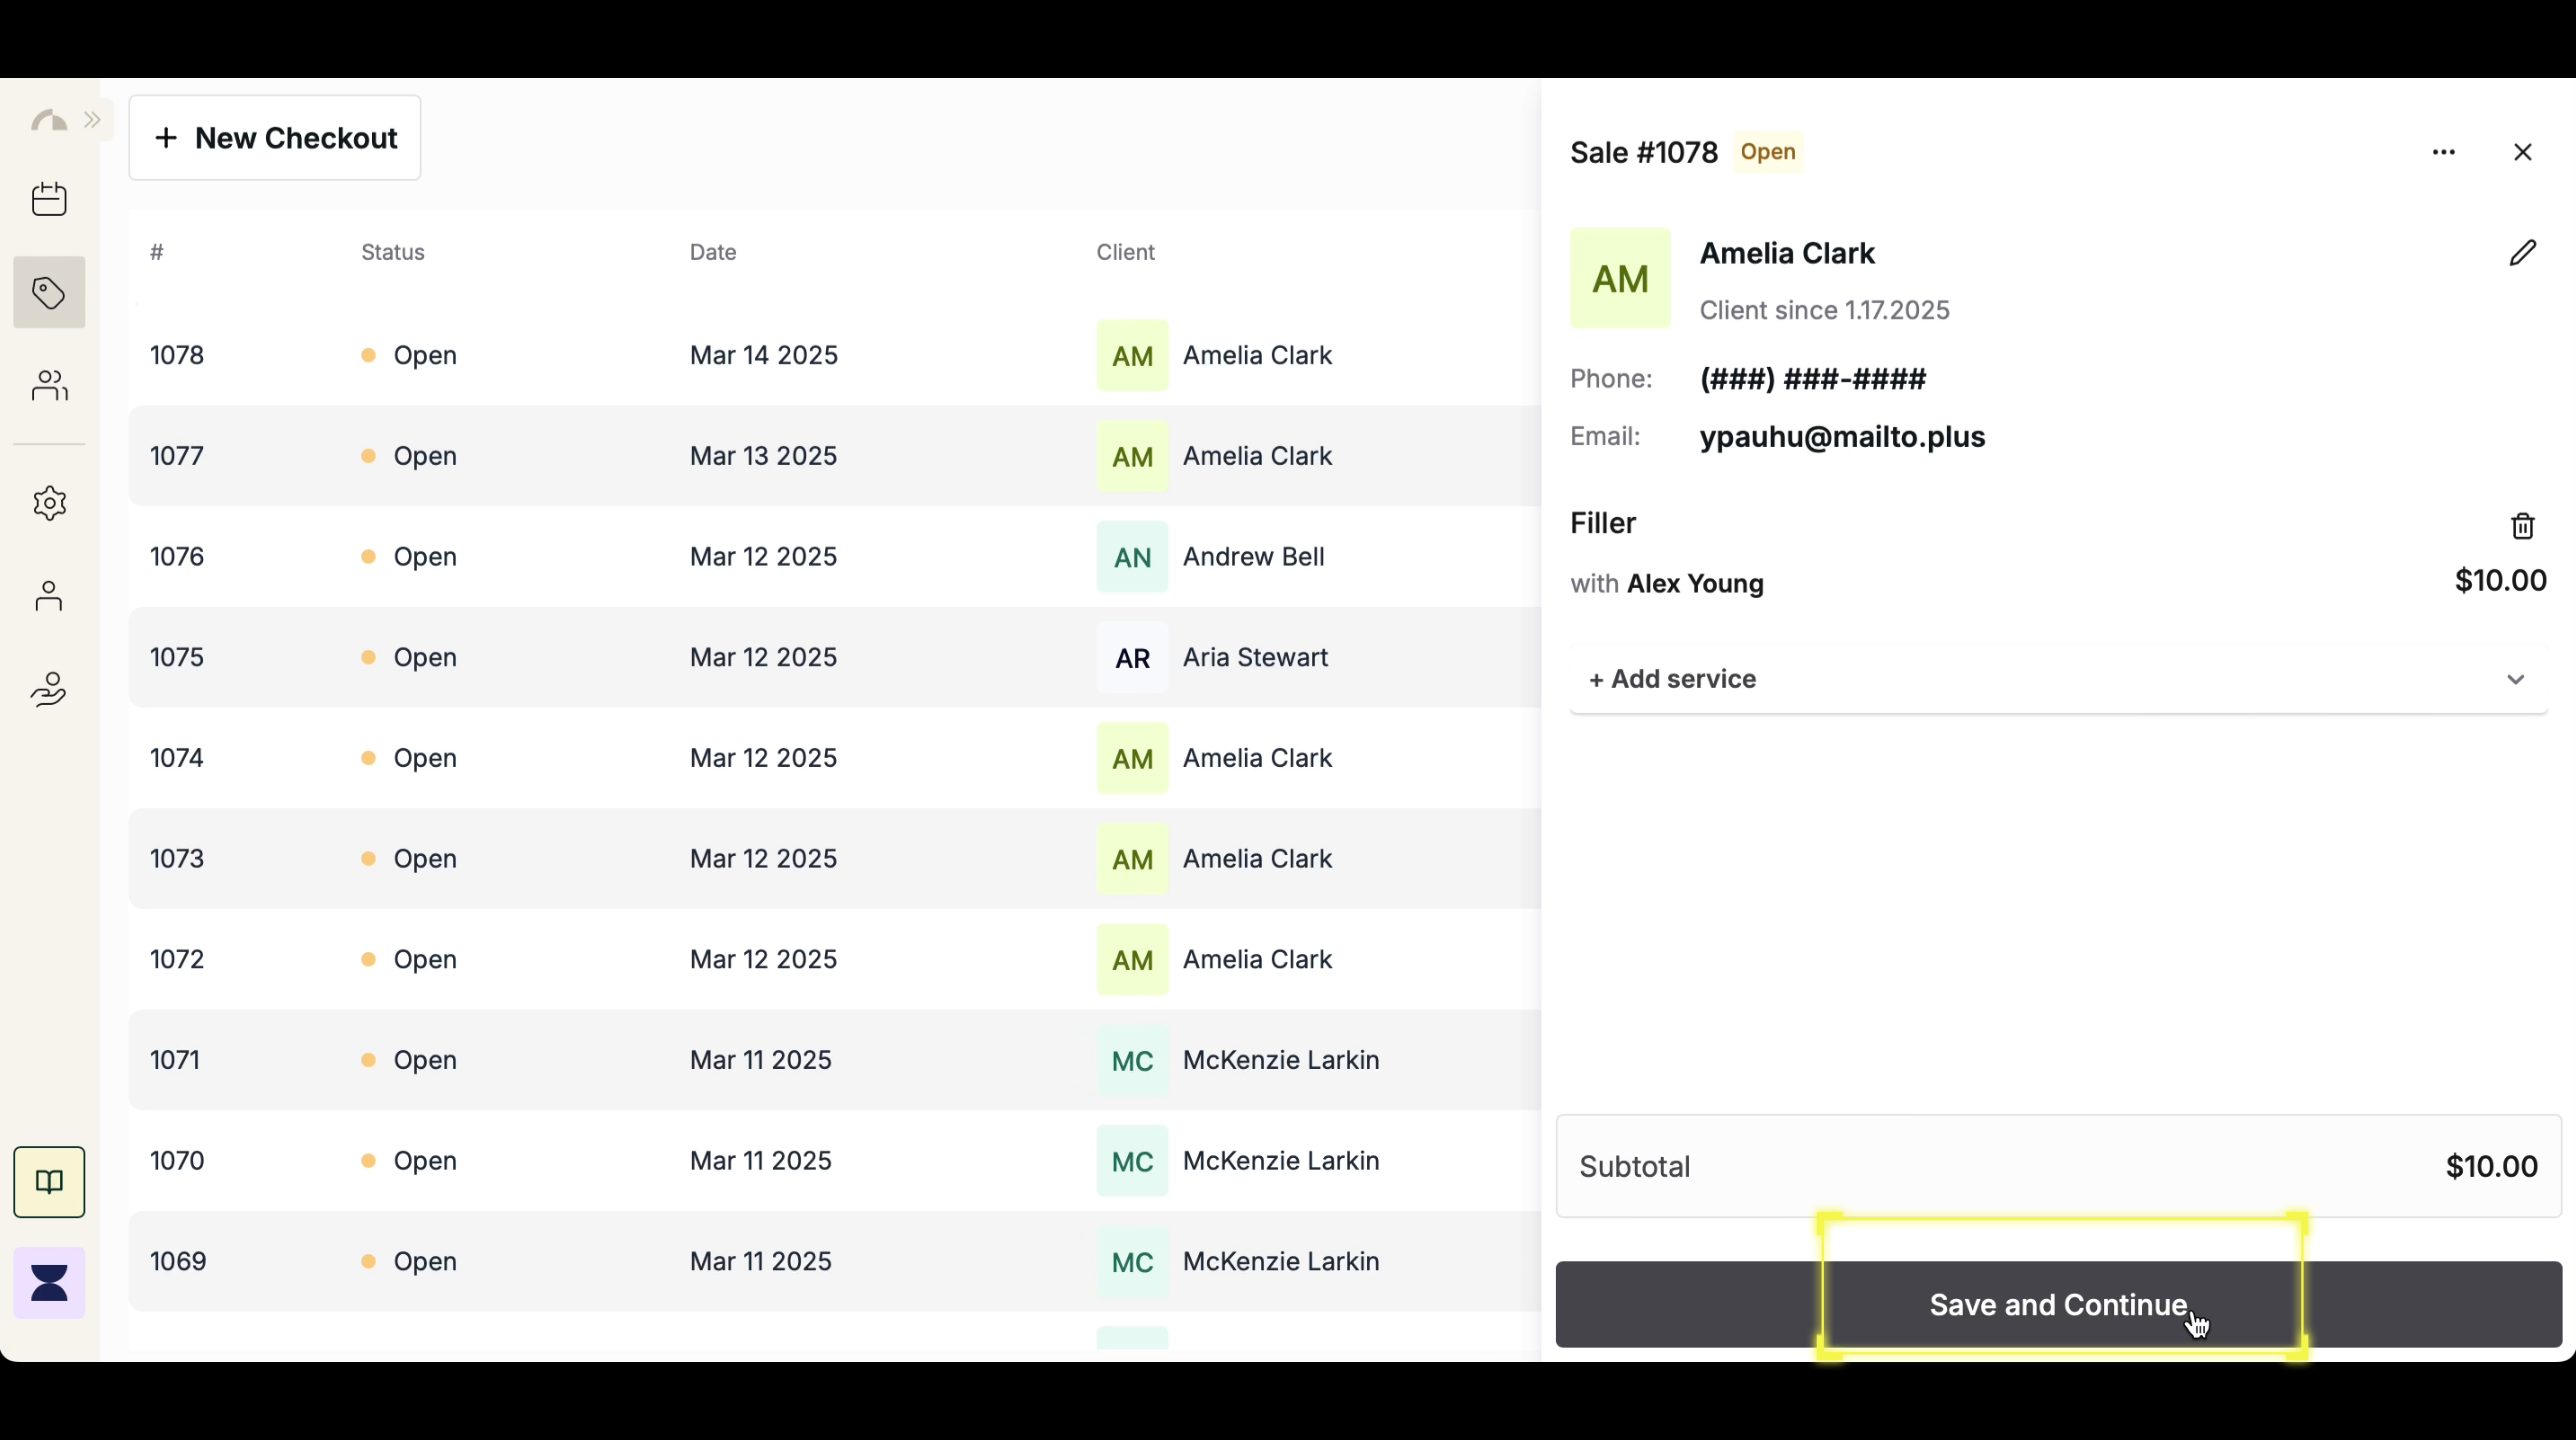 + New Checkout
# Status Date Client
1078 Open Mar 14 2025 AM Amelia Clark
1077 Open Mar 13 2025 AM Amelia Clark
1076 Open Mar 12 2025 AN Andrew Bell
1075 Open Mar 12 2025 AR Aria Stewart
1074 Open Mar 12 2025 AM Amelia Clark
1073 Open Mar 12 2025 AM Amelia Clark
1072 Open Mar 12 2025 AM Amelia Clark
1071 Open Mar 11 2025 MC McKenzie Larkin
1070 Open Mar 11 2025 MC McKenzie Larkin
1069 Open Mar 11 2025 MC McKenzie Larkin
Sale #1078 Open
AM
Amelia Clark
Client since 1.17.2025
Phone: (###) ###-####
Email: ypauhu@mailto.plus
Filler
with Alex Young $10.00
+ Add service
Subtotal $10.00
Save and Continue